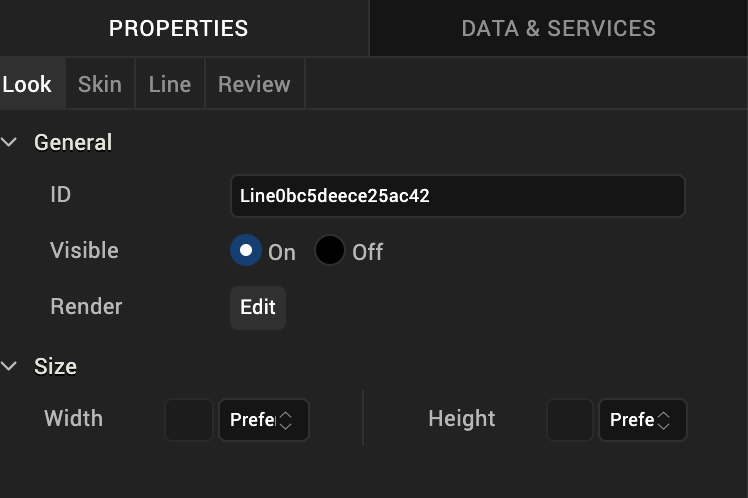 PROPERTIES DATA & SERVICES
Look Skin Line Review
General
ID Line0bc5deece25ac42
Visible On Off
Render Edit
Size
Width Prefe Height Prefe